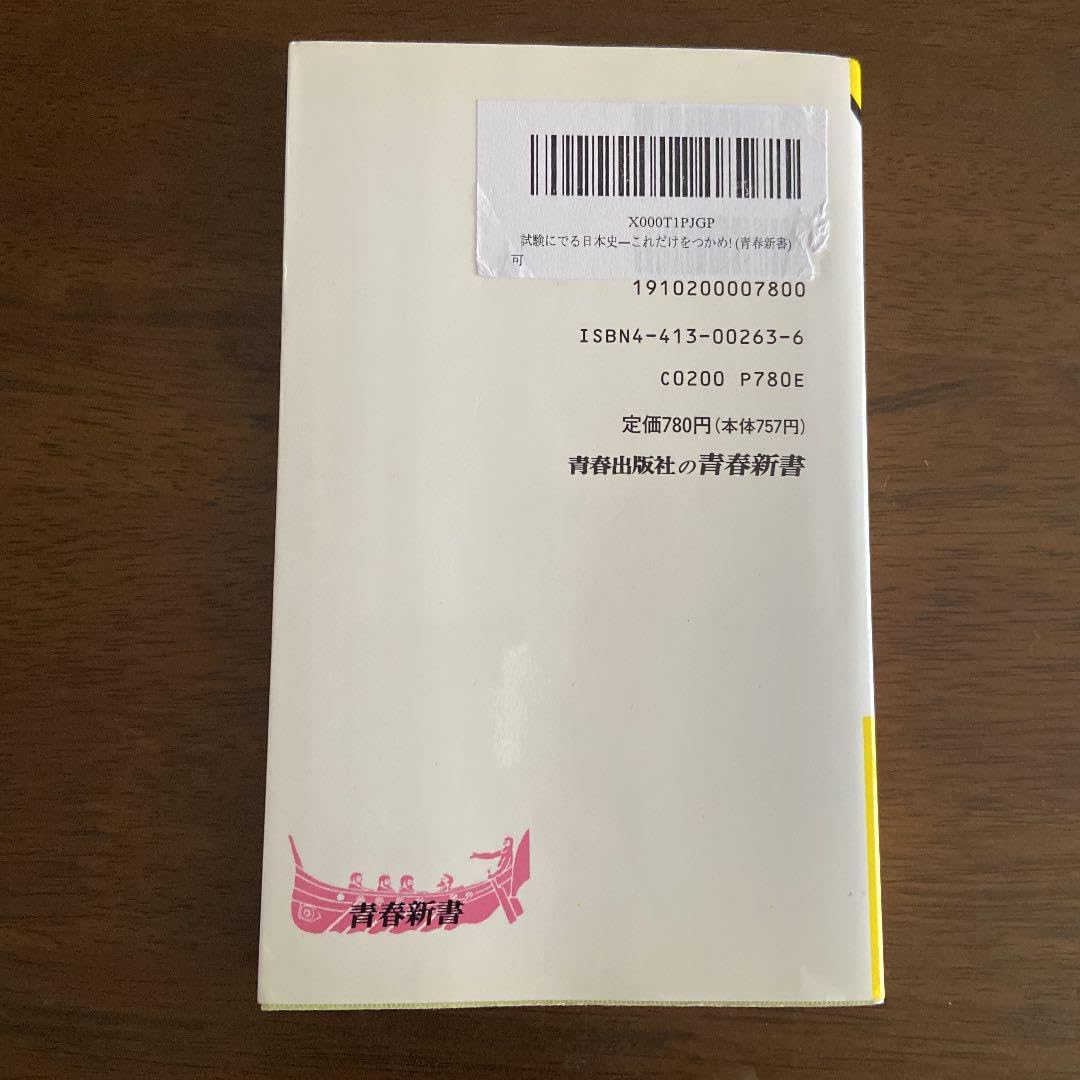 X000T1PJGP
試験にでる日本史―これだけをつかめ! (青春新書)
可
1910200007800
ISBN4-413-00263-6
C0200 P780E
定価780円(本体757円)
青春出版社の青春新書
青春新書